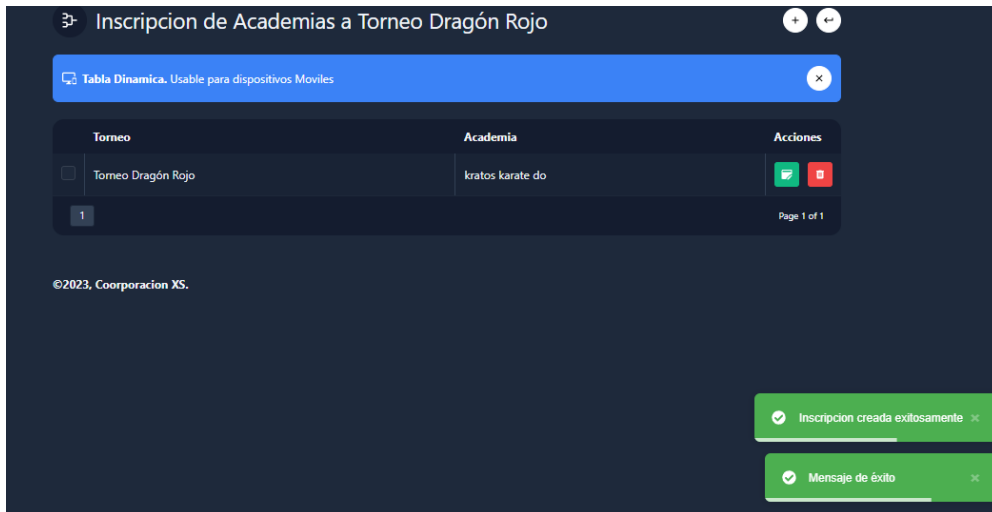 Inscripcion de Academias a Torneo Dragón Rojo
Tabla Dinamica. Usable para dispositivos Moviles
Torneo Academia Acciones
Torneo Dragón Rojo kratos karate do
1 Page 1 of 1
©2023, Coorporacion XS.
Inscripcion creada exitosamente
Mensaje de éxito